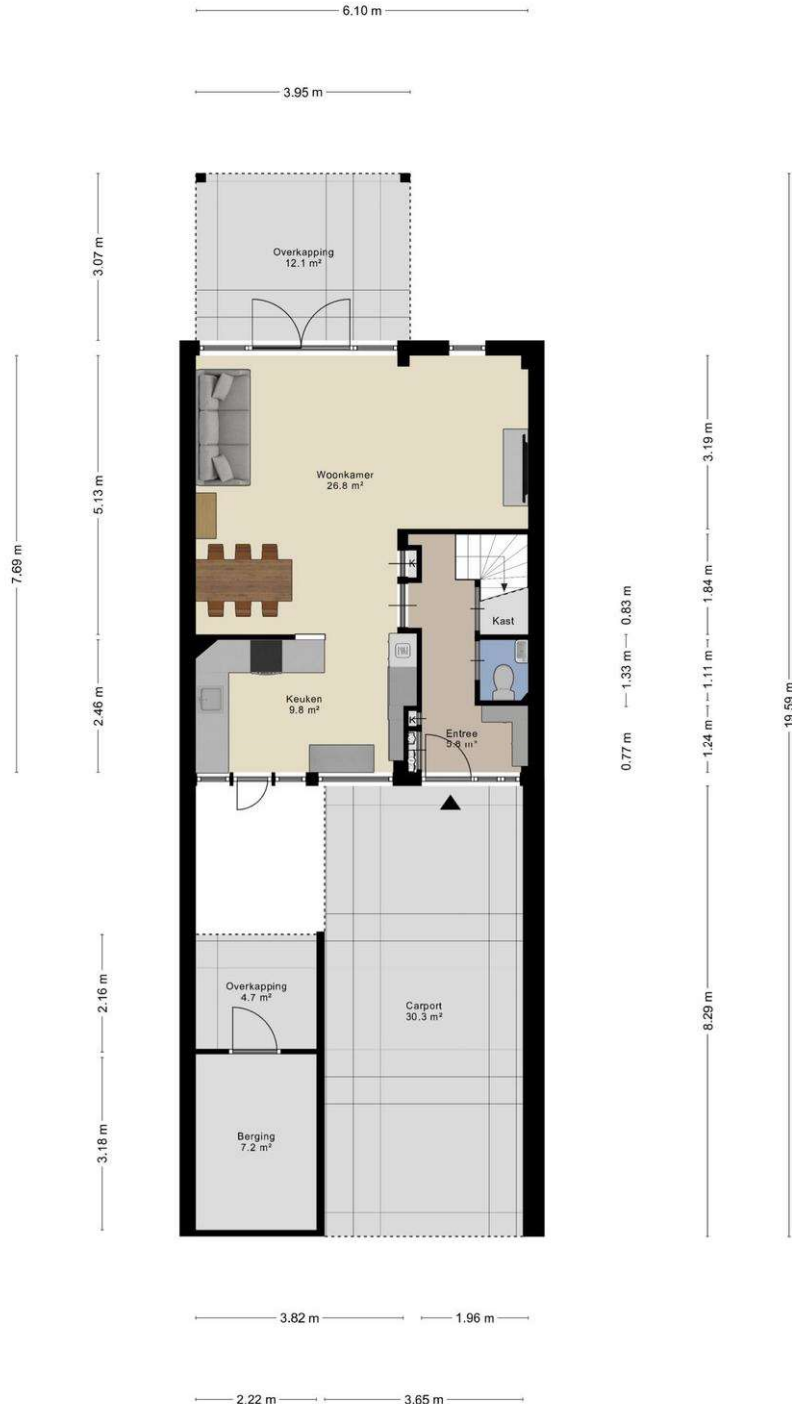 6.10 m
3.95 m
3.07 m
Overkapping
12.1 m²
5.13 m
3.19 m
Woonkamer
26.8 m²
7.69 m
1.84 m
0.83 m
Kast
1.33 m
1.11 m
19.59 m
2.46 m
Keuken
9.8 m²
Entree
5.8 m²
0.77 m
1.24 m
Overkapping
4.7 m²
2.16 m
Carport
30.3 m²
8.29 m
Berging
7.2 m²
3.18 m
3.82 m
1.96 m
2.22 m
3.65 m